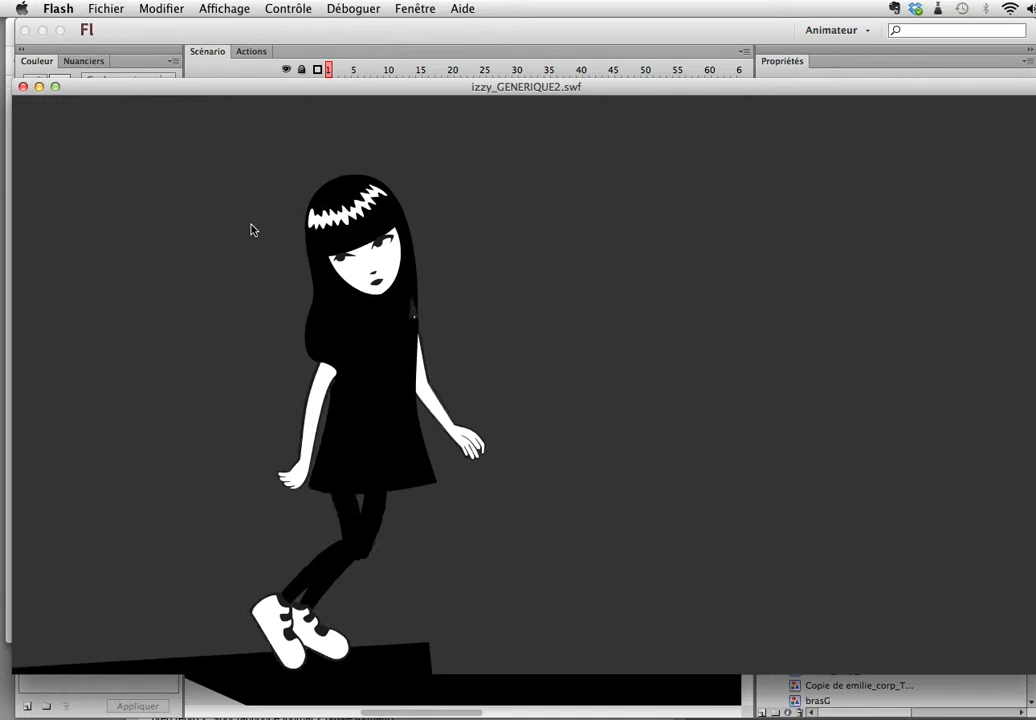 Flash Fichier Modifier Affichage Contrôle Déboguer Fenêtre Aide
Fl Animateur
Couleur Nuanciers Scénario Actions Propriétés
1 5 10 15 20 25 30 35 40 45 50 55 60 6
izzy_GENERIQUE2.swf
Copie de emilie_corp_T...
Appliquer
brasG